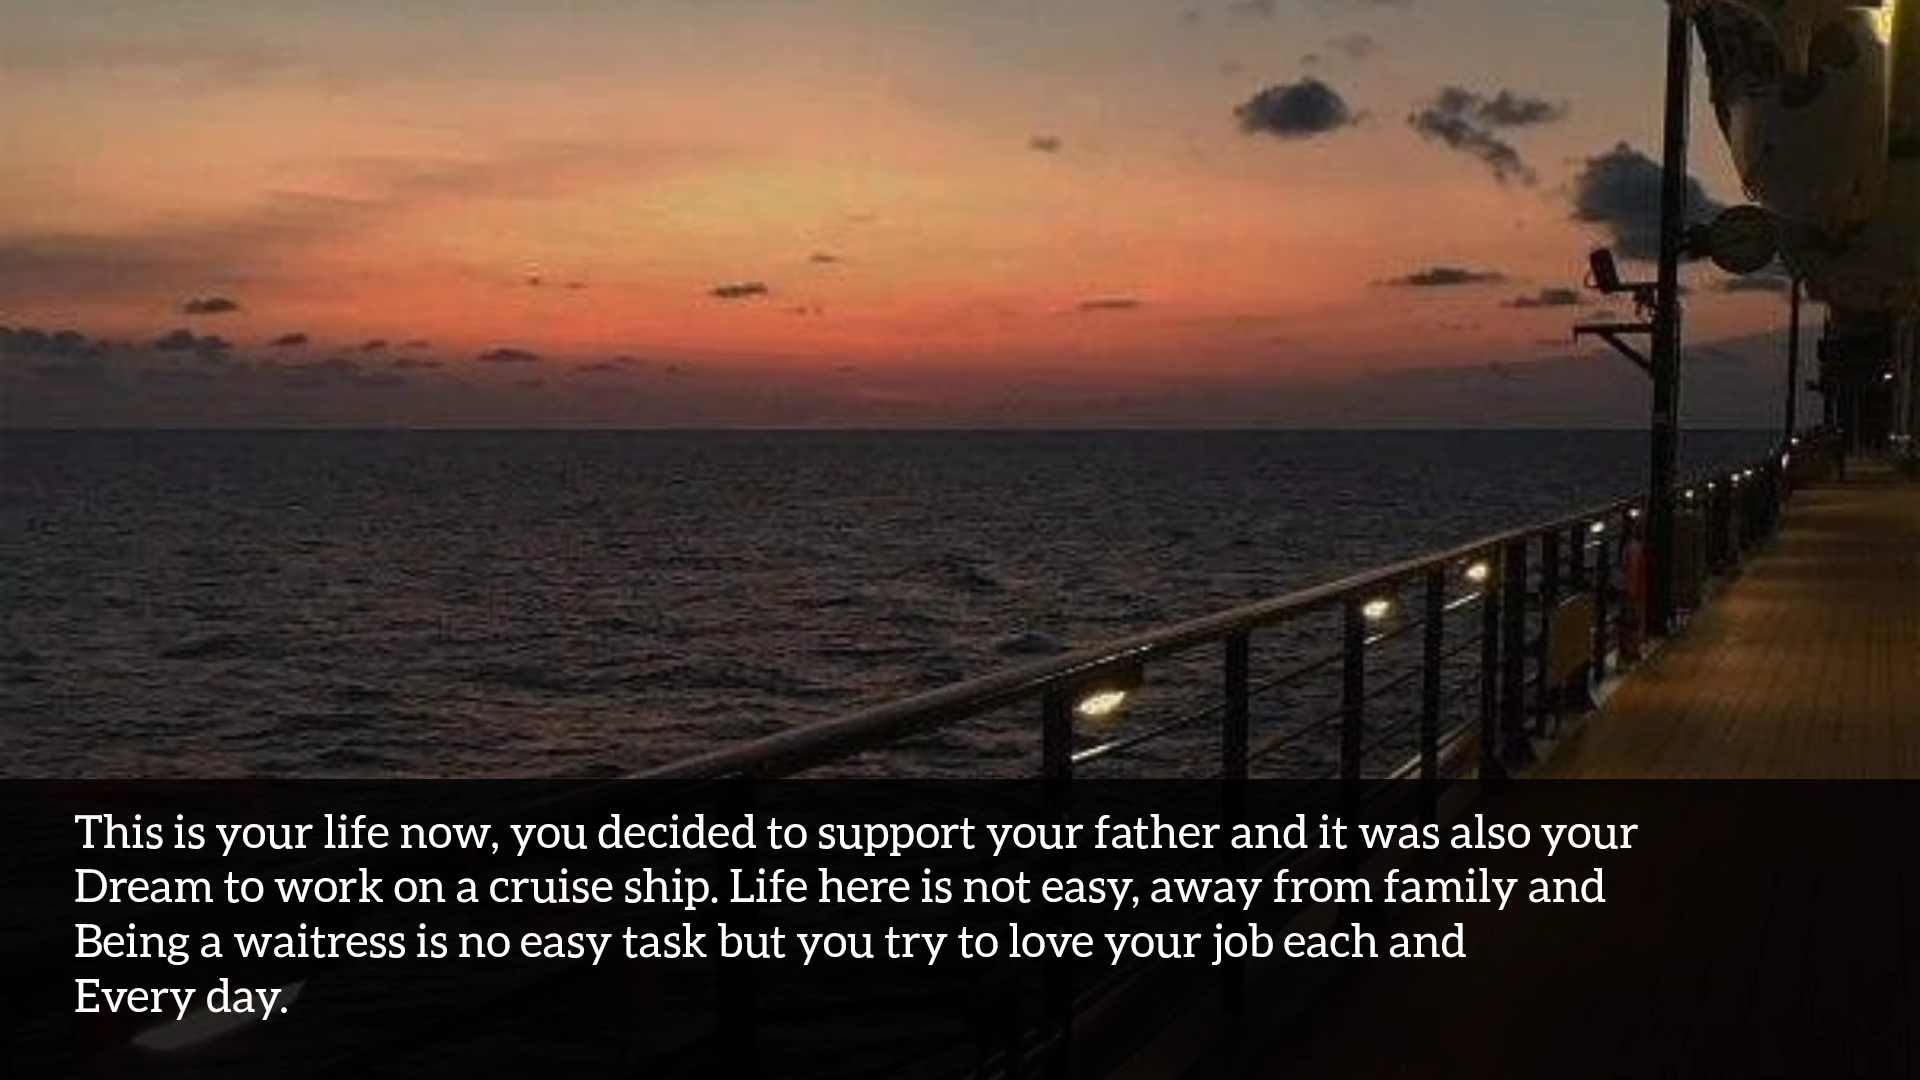 This is your life now, you decided to support your father and it was also your
Dream to work on a cruise ship. Life here is not easy, away from family and
Being a waitress is no easy task but you try to love your job each and
Every day.